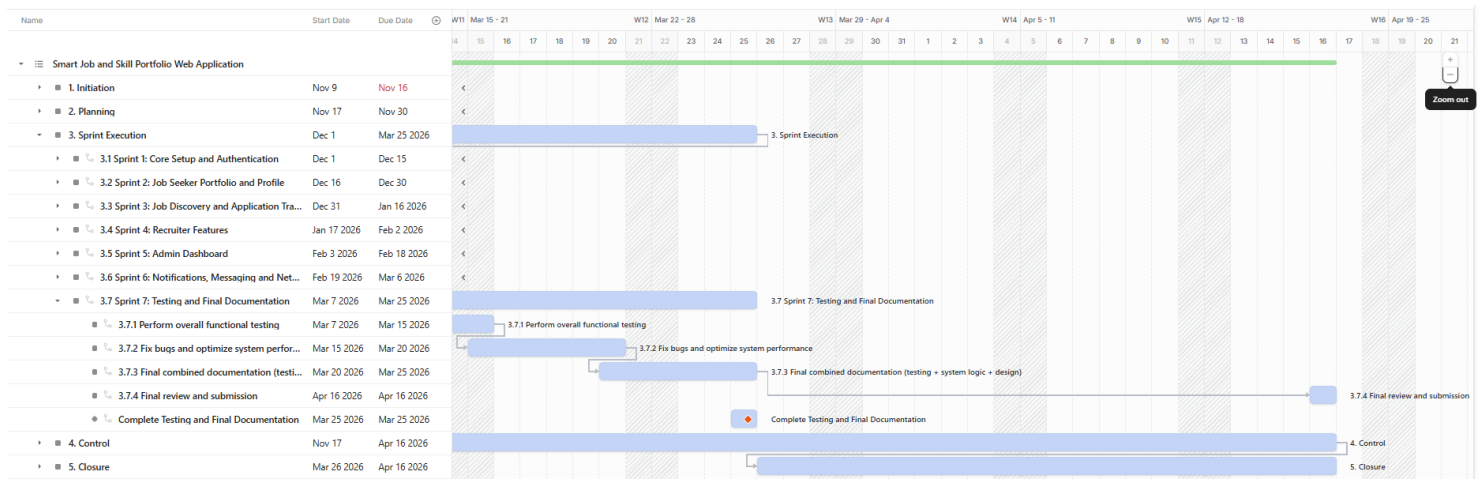 Name Start Date Due Date W11 Mar 15 - 21 W12 Mar 22 - 28 W13 Mar 29 - Apr 4 W14 Apr 5 - 11 W15 Apr 12 - 18 W16 Apr 19 - 25
14 15 16 17 18 19 20 21 22 23 24 25 26 27 28 29 30 31 1 2 3 4 5 6 7 8 9 10 11 12 13 14 15 16 17 18 19 20 21
Smart Job and Skill Portfolio Web Application
1. Initiation Nov 9 Nov 16
Zoom out
2. Planning Nov 17 Nov 30
3. Sprint Execution Dec 1 Mar 25 2026 3. Sprint Execution
3.1 Sprint 1: Core Setup and Authentication Dec 1 Dec 15
3.2 Sprint 2: Job Seeker Portfolio and Profile Dec 16 Dec 30
3.3 Sprint 3: Job Discovery and Application Tra... Dec 31 Jan 16 2026
3.4 Sprint 4: Recruiter Features Jan 17 2026 Feb 2 2026
3.5 Sprint 5: Admin Dashboard Feb 3 2026 Feb 18 2026
3.6 Sprint 6: Notifications, Messaging and Net... Feb 19 2026 Mar 6 2026
3.7 Sprint 7: Testing and Final Documentation Mar 7 2026 Mar 25 2026 3.7 Sprint 7: Testing and Final Documentation
3.7.1 Perform overall functional testing Mar 7 2026 Mar 15 2026 3.7.1 Perform overall functional testing
3.7.2 Fix bugs and optimize system perfor... Mar 15 2026 Mar 20 2026 3.7.2 Fix bugs and optimize system performance
3.7.3 Final combined documentation (testi... Mar 20 2026 Mar 25 2026 3.7.3 Final combined documentation (testing + system logic + design)
3.7.4 Final review and submission Apr 16 2026 Apr 16 2026 3.7.4 Final review and submission
Complete Testing and Final Documentation Mar 25 2026 Mar 25 2026 Complete Testing and Final Documentation
4. Control Nov 17 Apr 16 2026 4. Control
5. Closure Mar 26 2026 Apr 16 2026 5. Closure